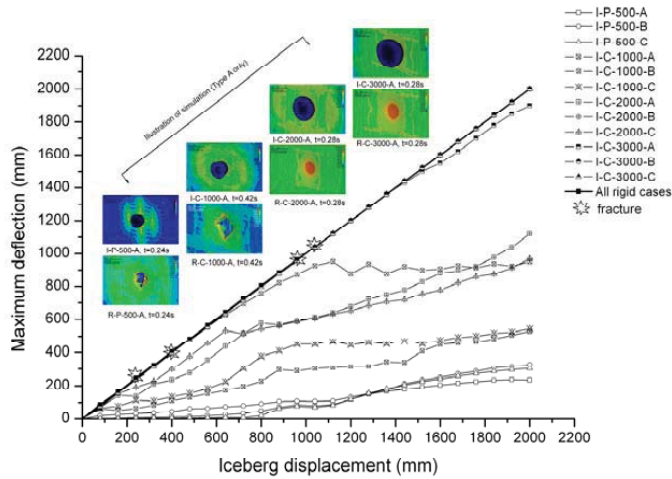 2200
2000
1800
1600
1400
1200
1000
800
600
400
200
0
Maximum deflection (mm)
0 200 400 600 800 1000 1200 1400 1600 1800 2000 2200
Iceberg displacement (mm)
Illustration of simulation (Type A only)
I-C-3000-A, t=0.28s
R-C-3000-A, t=0.28s
I-C-2000-A, t=0.28s
R-C-2000-A, t=0.28s
I-C-1000-A, t=0.42s
R-C-1000-A, t=0.42s
I-P-500-A, t=0.24s
R-P-500-A, t=0.24s
I-P-500-A
I-P-500-B
I-P-500-C
I-C-1000-A
I-C-1000-B
I-C-1000-C
I-C-2000-A
I-C-2000-B
I-C-2000-C
I-C-3000-A
I-C-3000-B
I-C-3000-C
All rigid cases
fracture